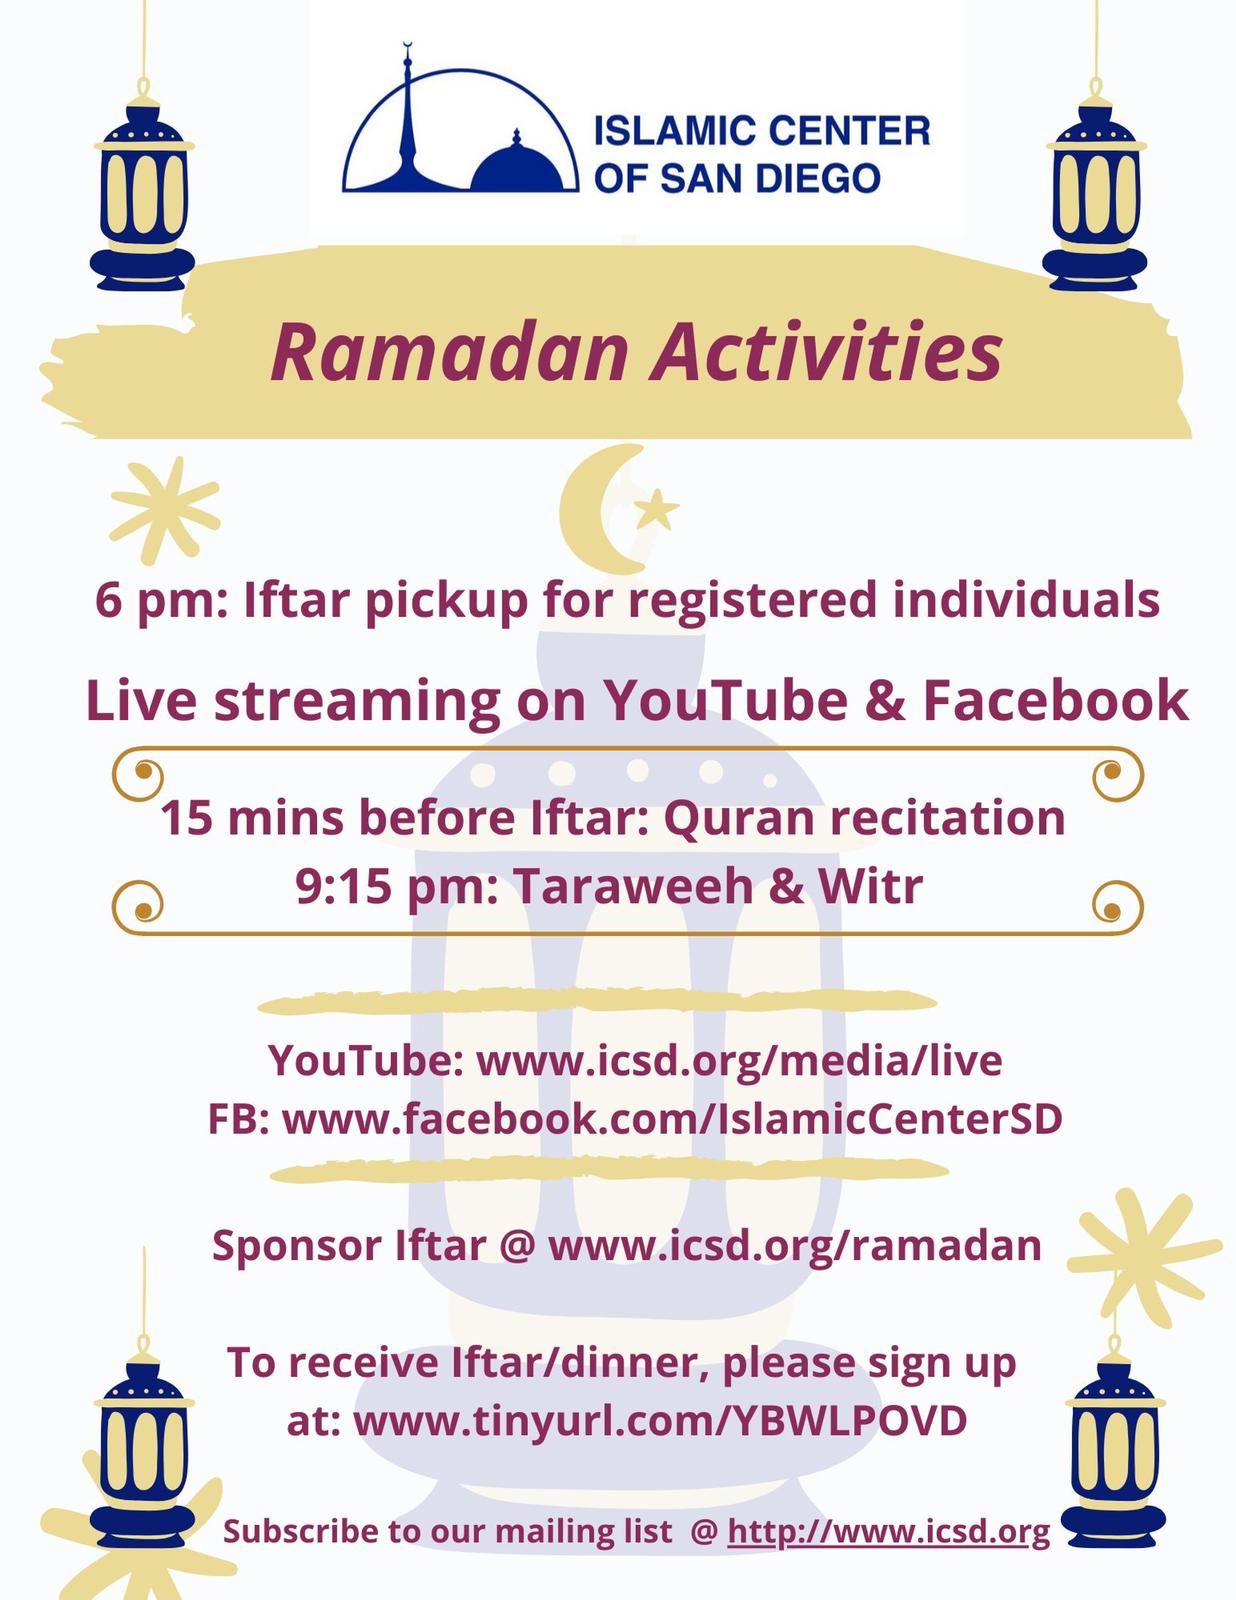 ISLAMIC CENTER
OF SAN DIEGO
Ramadan Activities
6 pm: Iftar pickup for registered individuals
Live streaming on YouTube & Facebook
15 mins before Iftar: Quran recitation
9:15 pm: Taraweeh & Witr
YouTube: www.icsd.org/media/live
FB: www.facebook.com/IslamicCenterSD
Sponsor Iftar @ www.icsd.org/ramadan
To receive Iftar/dinner, please sign up
at: www.tinyurl.com/YBWLPOVD
Subscribe to our mailing list @ http://www.icsd.org